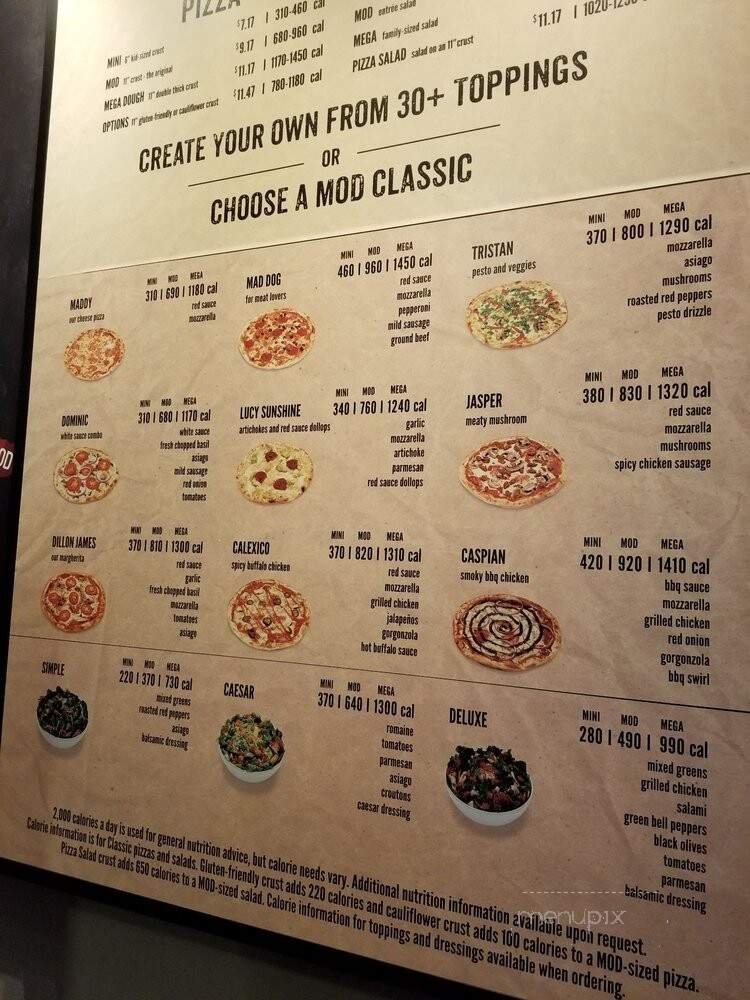 PIZZA
MINI 6" kid-sized crust $7.17 | 310-460 cal
MOD 11" crust - the original $9.17 | 680-960 cal
MEGA DOUGH 11" double thick crust $11.17 | 1170-1450 cal
OPTIONS 11" gluten-friendly or cauliflower crust $11.47 | 780-1180 cal
MOD entrée salad
MEGA family-sized salad
PIZZA SALAD salad on an 11" crust $11.17
CREATE YOUR OWN FROM 30+ TOPPINGS
OR
CHOOSE A MOD CLASSIC
MADDY
our cheese pizza
MINI MOD MEGA
310 | 690 | 1180 cal
red sauce
mozzarella
MAD DOG
for meat lovers
MINI MOD MEGA
460 | 960 | 1450 cal
red sauce
mozzarella
pepperoni
mild sausage
ground beef
TRISTAN
pesto and veggies
MINI MOD MEGA
370 | 800 | 1290 cal
mozzarella
asiago
mushrooms
roasted red peppers
pesto drizzle
DOMINIC
white sauce combo
MINI MOD MEGA
310 | 680 | 1170 cal
white sauce
fresh chopped basil
asiago
mild sausage
red onion
tomatoes
LUCY SUNSHINE
artichokes and red sauce dollops
MINI MOD MEGA
340 | 760 | 1240 cal
garlic
mozzarella
artichoke
parmesan
red sauce dollops
JASPER
meaty mushroom
MINI MOD MEGA
380 | 830 | 1320 cal
red sauce
mozzarella
mushrooms
spicy chicken sausage
OD
DILLON JAMES
our margherita
MINI MOD MEGA
370 | 810 | 1300 cal
red sauce
garlic
fresh chopped basil
mozzarella
tomatoes
asiago
CALEXICO
spicy buffalo chicken
MINI MOD MEGA
370 | 820 | 1310 cal
red sauce
mozzarella
grilled chicken
jalapeños
gorgonzola
hot buffalo sauce
CASPIAN
smoky bbq chicken
MINI MOD MEGA
420 | 920 | 1410 cal
bbq sauce
mozzarella
grilled chicken
red onion
gorgonzola
bbq swirl
SIMPLE
MINI MOD MEGA
220 | 370 | 730 cal
mixed greens
roasted red peppers
asiago
balsamic dressing
CAESAR
MINI MOD MEGA
370 | 640 | 1300 cal
romaine
tomatoes
parmesan
asiago
croutons
caesar dressing
DELUXE
MINI MOD MEGA
280 | 490 | 990 cal
mixed greens
grilled chicken
salami
green bell peppers
black olives
tomatoes
parmesan
balsamic dressing
2,000 calories a day is used for general nutrition advice, but calorie needs vary. Additional nutrition information available upon request.
Calorie information is for Classic pizzas and salads. Gluten-friendly crust adds 220 calories and cauliflower crust adds 100 calories to a MOD-sized pizza.
Pizza Salad crust adds 650 calories to a MOD-sized salad. Calorie information for toppings and dressings available when ordering.
menupix